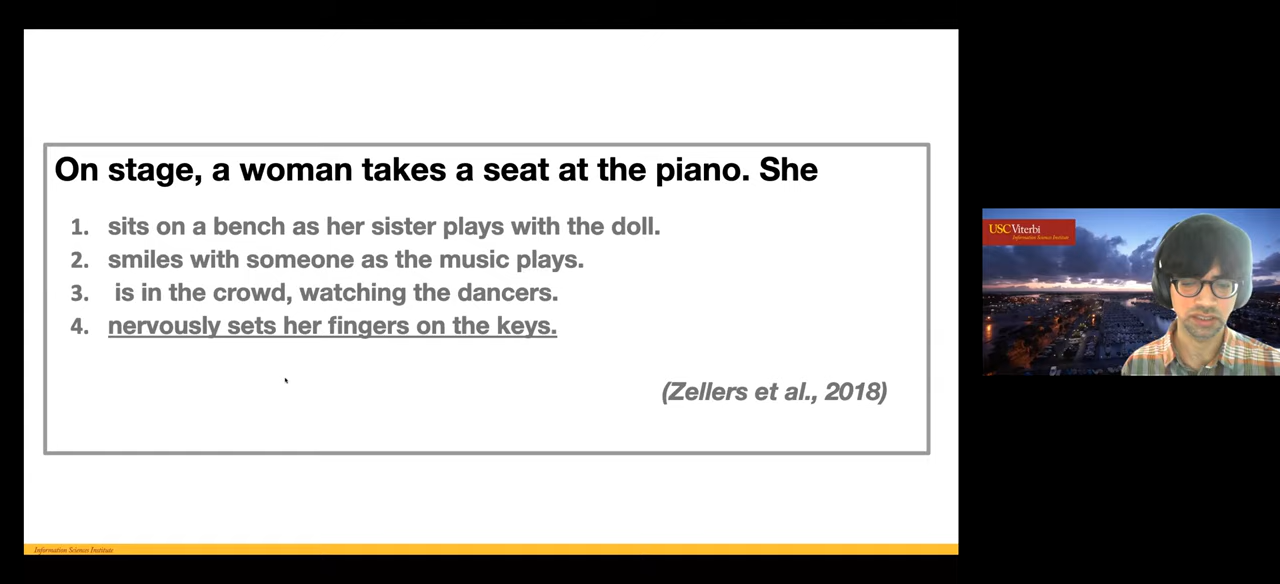 On stage, a woman takes a seat at the piano. She
1. sits on a bench as her sister plays with the doll.
2. smiles with someone as the music plays.
3. is in the crowd, watching the dancers.
4. nervously sets her fingers on the keys.
(Zellers et al., 2018)
Information Sciences Institute
USC Viterbi
Information Sciences Institute